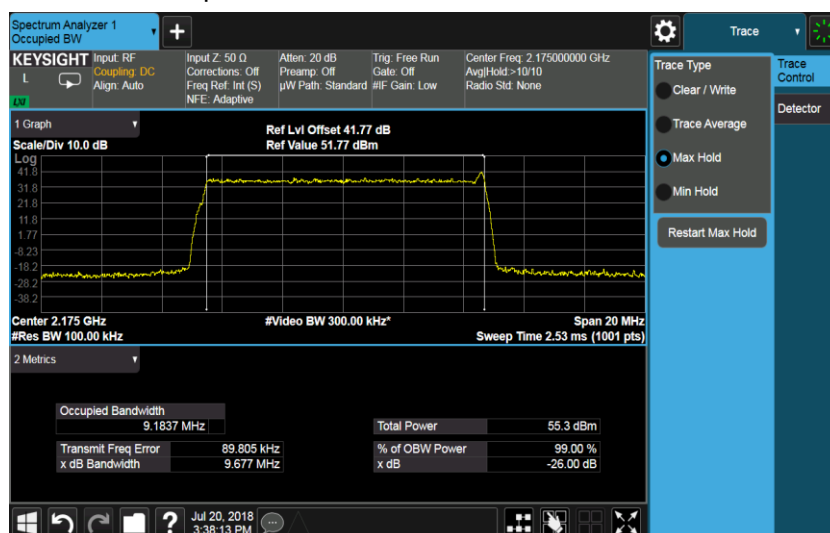 Spectrum Analyzer 1
Occupied BW
+
Trace
KEYSIGHT
L
LXI
Input: RF
Coupling: DC
Align: Auto
Input Z: 50 Ω
Corrections: Off
Freq Ref: Int (S)
NFE: Adaptive
Atten: 20 dB
Preamp: Off
µW Path: Standard
Trig: Free Run
Gate: Off
#IF Gain: Low
Center Freq: 2.175000000 GHz
Avg|Hold:>10/10
Radio Std: None
Trace Type
Clear / Write
Trace Average
Max Hold
Min Hold
Restart Max Hold
Trace
Control
Detector
1 Graph
Scale/Div 10.0 dB
Ref Lvl Offset 41.77 dB
Ref Value 51.77 dBm
Log
41.8
31.8
21.8
11.8
1.77
-8.23
-18.2
-28.2
-38.2
Center 2.175 GHz
#Res BW 100.00 kHz
#Video BW 300.00 kHz*
Span 20 MHz
Sweep Time 2.53 ms (1001 pts)
2 Metrics
Occupied Bandwidth
9.1837 MHz
Total Power 55.3 dBm
Transmit Freq Error 89.805 kHz
% of OBW Power 99.00 %
x dB Bandwidth 9.677 MHz
x dB -26.00 dB
?
Jul 20, 2018
3:38:13 PM